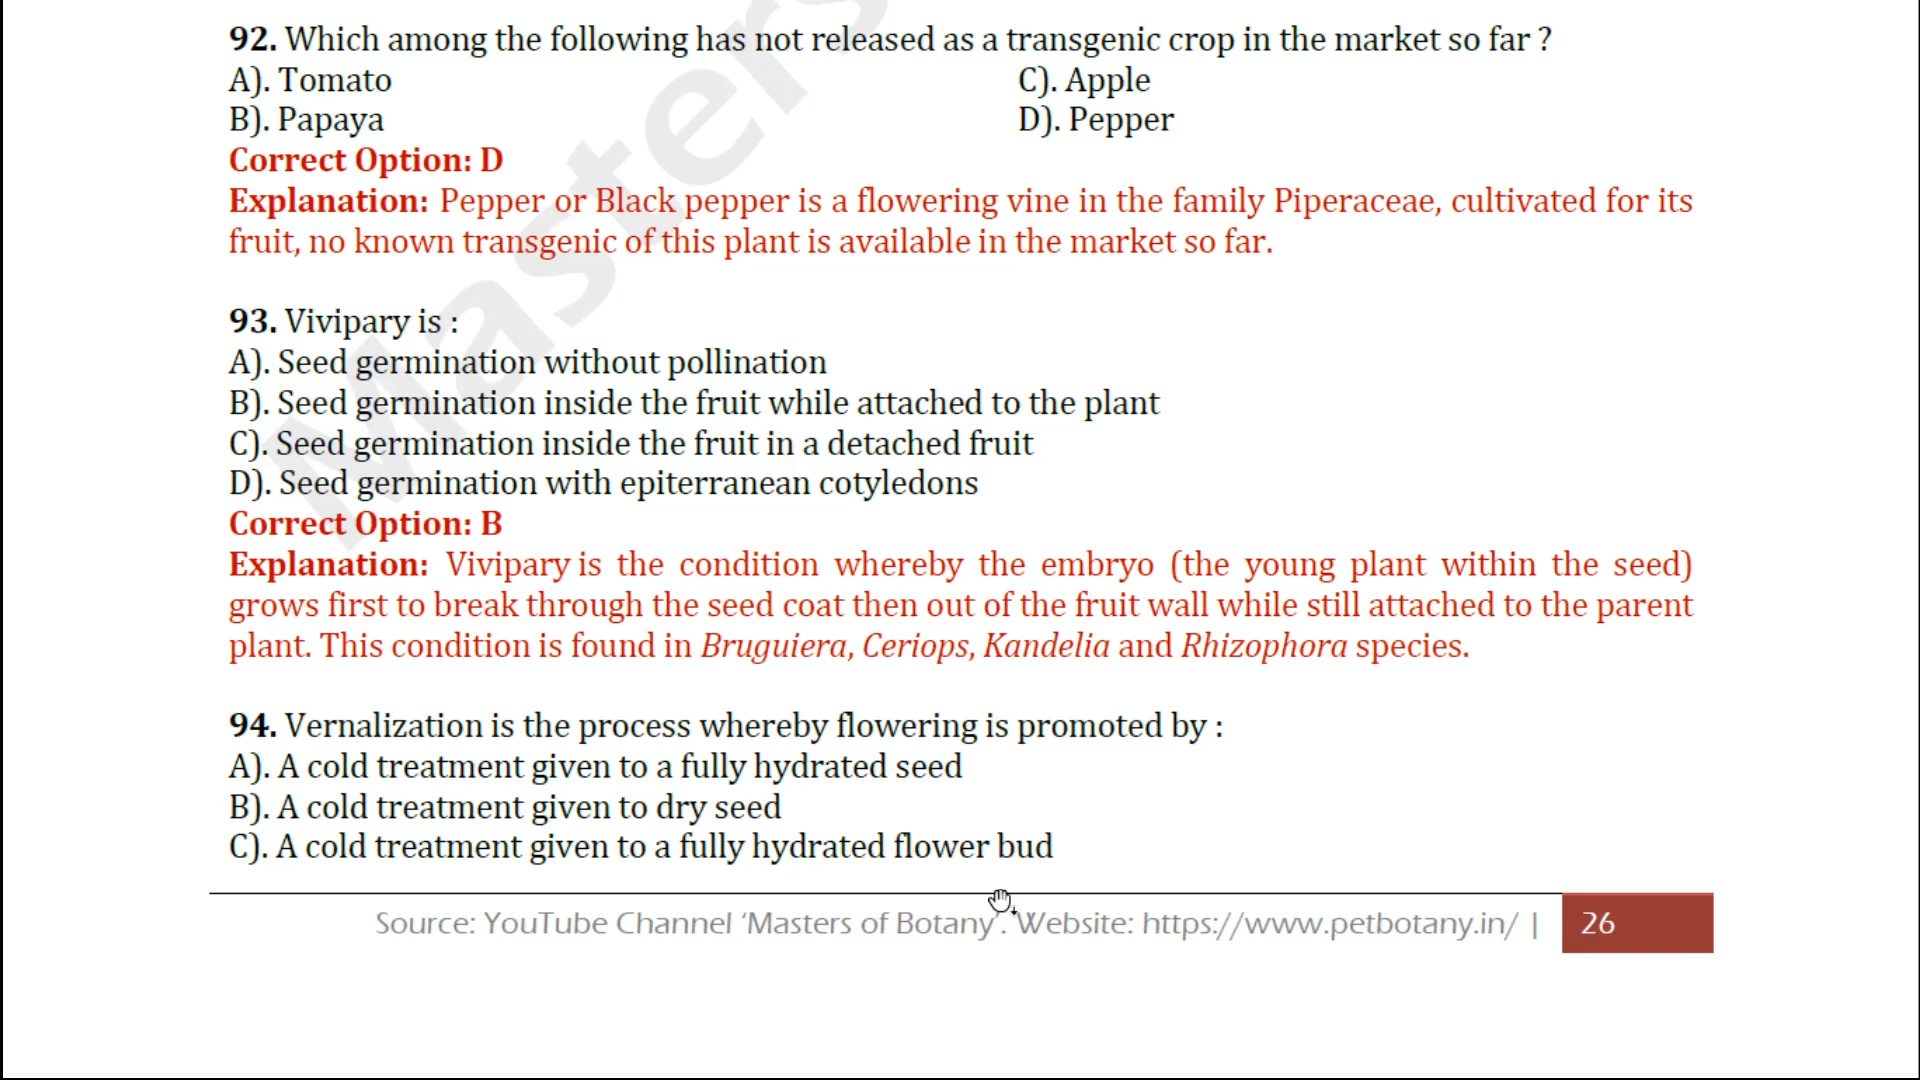 92. Which among the following has not released as a transgenic crop in the market so far ?
A). Tomato
C). Apple
B). Papaya
D). Pepper
Correct Option: D
Explanation: Pepper or Black pepper is a flowering vine in the family Piperaceae, cultivated for its
fruit, no known transgenic of this plant is available in the market so far.
93. Vivipary is :
A). Seed germination without pollination
B). Seed germination inside the fruit while attached to the plant
C). Seed germination inside the fruit in a detached fruit
D). Seed germination with epiterranean cotyledons
Correct Option: B
Explanation: Vivipary is the condition whereby the embryo (the young plant within the seed)
grows first to break through the seed coat then out of the fruit wall while still attached to the parent
plant. This condition is found in Bruguiera, Ceriops, Kandelia and Rhizophora species.
94. Vernalization is the process whereby flowering is promoted by :
A). A cold treatment given to a fully hydrated seed
B). A cold treatment given to dry seed
C). A cold treatment given to a fully hydrated flower bud
Source: YouTube Channel ‘Masters of Botany’. Website: https://www.petbotany.in/ | 26
Masters